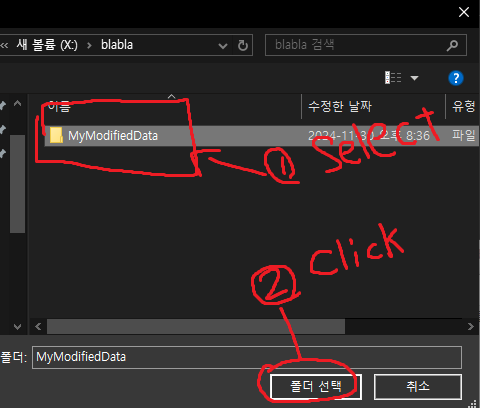 « 새 볼륨 (X:) › blabla
blabla 검색
이름
수정한 날짜
유형
MyModifiedData
2024-11-30 오후 8:36
파일
① Select
② Click
폴더:
MyModifiedData
폴더 선택
취소